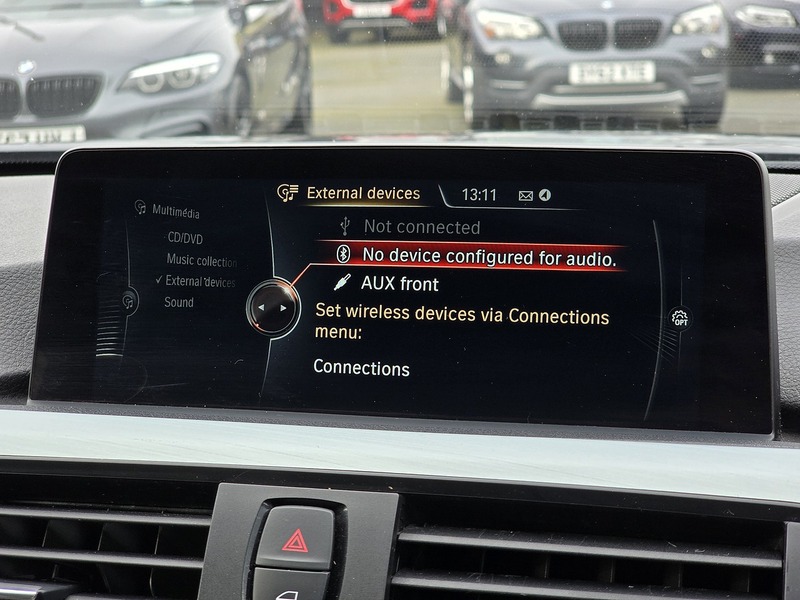 External devices
13:11
Multimédia
CD/DVD
Music collection
External devices
Sound
Not connected
No device configured for audio.
AUX front
Set wireless devices via Connections
menu:
Connections
OPT